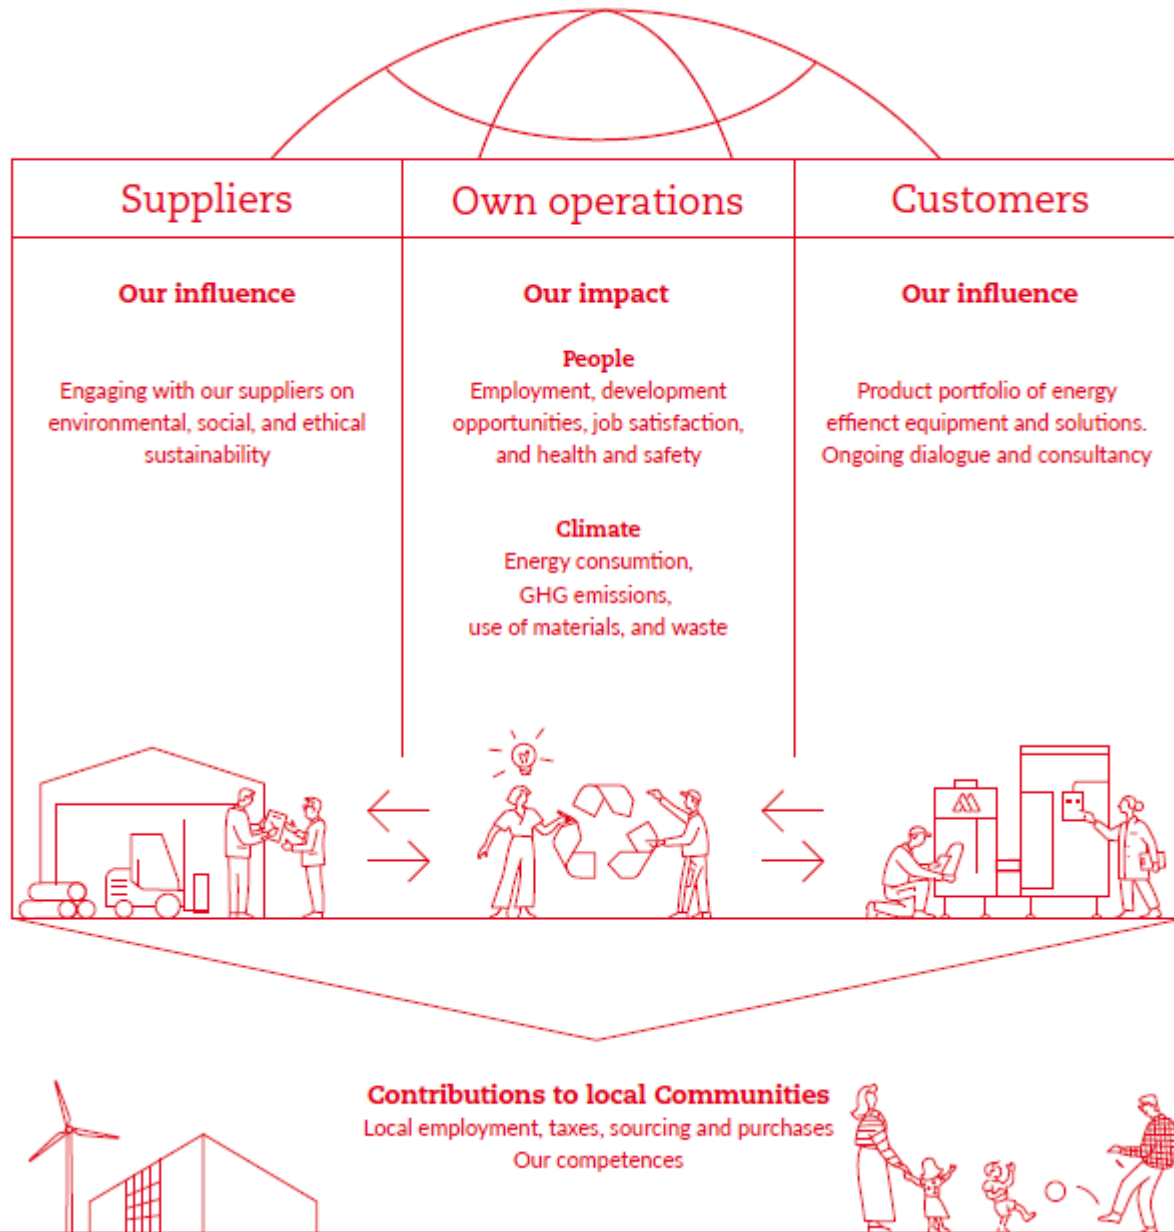 Suppliers
Own operations
Customers
Our influence
Engaging with our suppliers on
environmental, social, and ethical
sustainability
Our impact
People
Employment, development
opportunities, job satisfaction,
and health and safety
Climate
Energy consumtion,
GHG emissions,
use of materials, and waste
Our influence
Product portfolio of energy
effienct equipment and solutions.
Ongoing dialogue and consultancy
Contributions to local Communities
Local employment, taxes, sourcing and purchases
Our competences